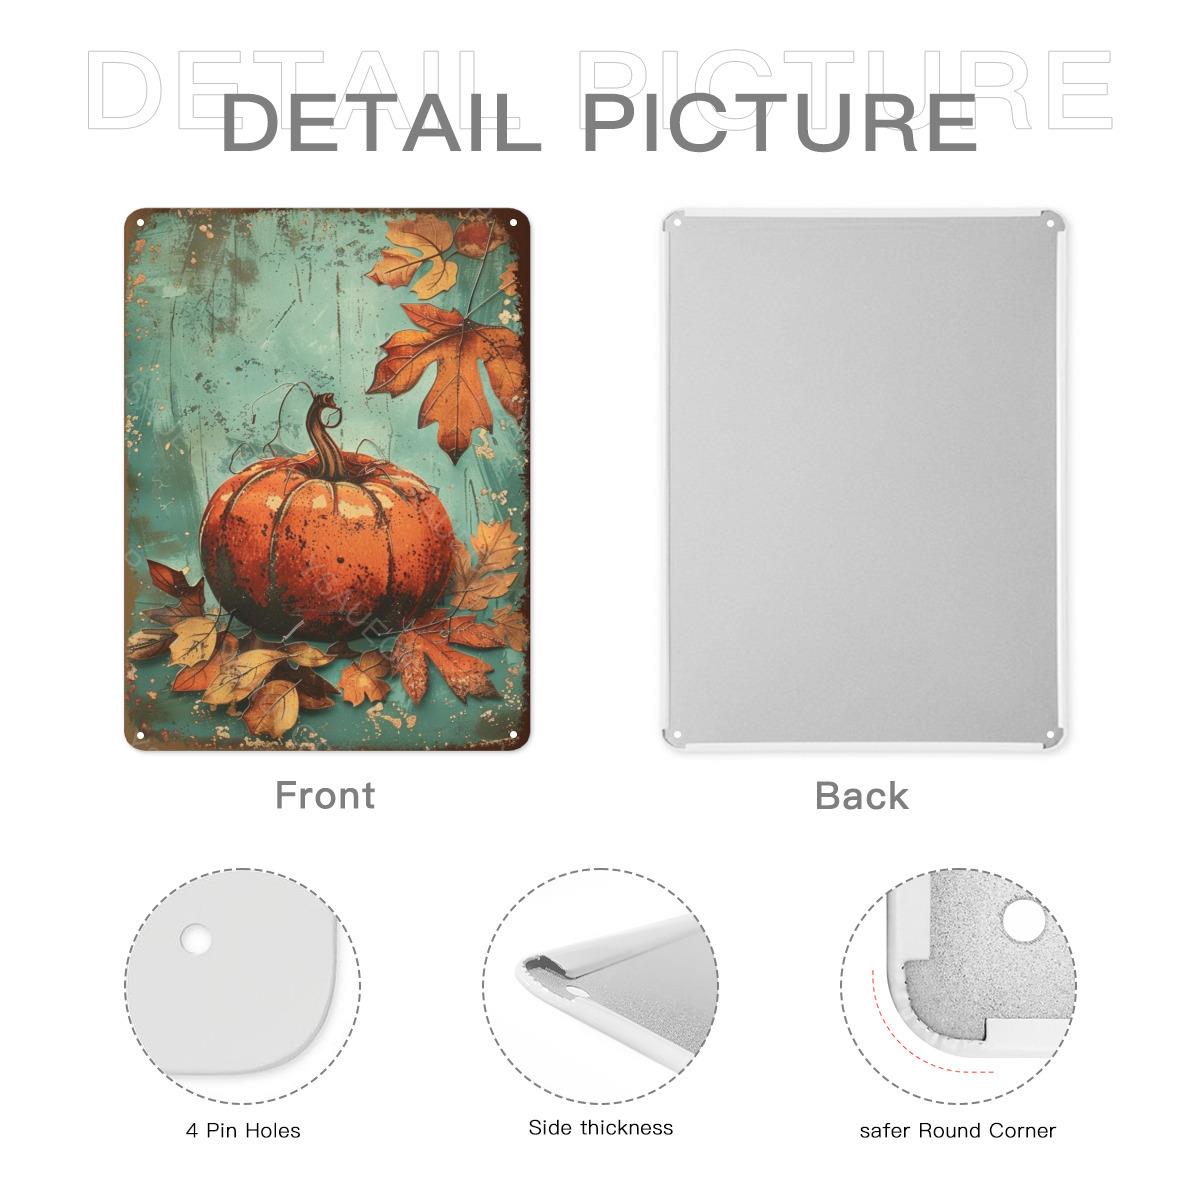 DETAIL PICTURE
DETAIL PICTURE
Front
Back
4 Pin Holes
Side thickness
safer Round Corner